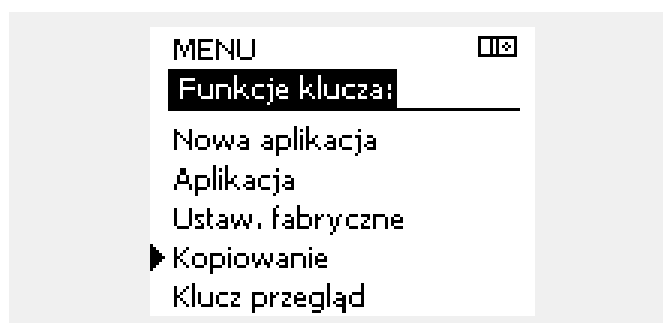 MENU
Funkcje klucza:
Nowa aplikacja
Aplikacja
Ustaw. fabryczne
Kopiowanie
Klucz przegląd